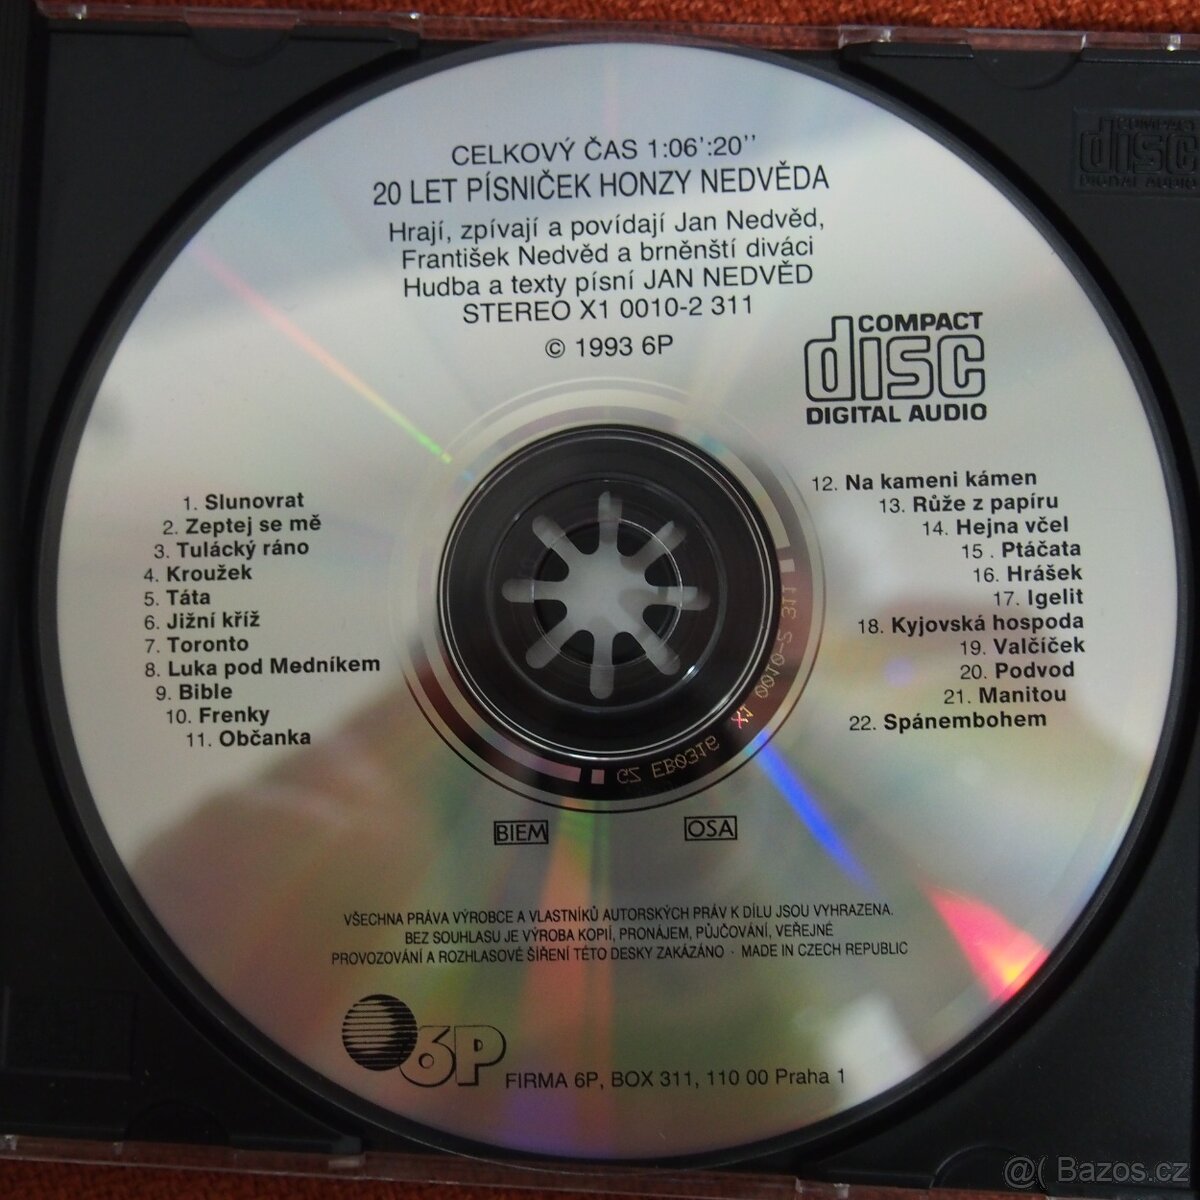 CELKOVÝ ČAS 1:06':20''
20 LET PÍSNIČEK HONZY NEDVĚDA
Hrají, zpívají a povídají Jan Nedvěd,
František Nedvěd a brněnští diváci
Hudba a texty písní JAN NEDVĚD
STEREO X1 0010-2 311
© 1993 6P
COMPACT
disc
DIGITAL AUDIO
COMPACT
disc
DIGITAL AUDIO
1. Slunovrat
2. Zeptej se mě
3. Tulácký ráno
4. Kroužek
5. Táta
6. Jižní kříž
7. Toronto
8. Luka pod Medníkem
9. Bible
10. Frenky
11. Občanka
12. Na kameni kámen
13. Růže z papíru
14. Hejna včel
15 . Ptáčata
16. Hrášek
17. Igelit
18. Kyjovská hospoda
19. Valčíček
20. Podvod
21. Manitou
22. Spánembohem
CZ EB0316 X1 0010-2 311
BIEM
OSA
VŠECHNA PRÁVA VÝROBCE A VLASTNÍKŮ AUTORSKÝCH PRÁV K DÍLU JSOU VYHRAZENA.
BEZ SOUHLASU JE VÝROBA KOPIÍ, PRONÁJEM, PŮJČOVÁNÍ, VEŘEJNÉ
PROVOZOVÁNÍ A ROZHLASOVÉ ŠÍŘENÍ TÉTO DESKY ZAKÁZÁNO · MADE IN CZECH REPUBLIC
6P
FIRMA 6P, BOX 311, 110 00 Praha 1
@( Bazos.cz